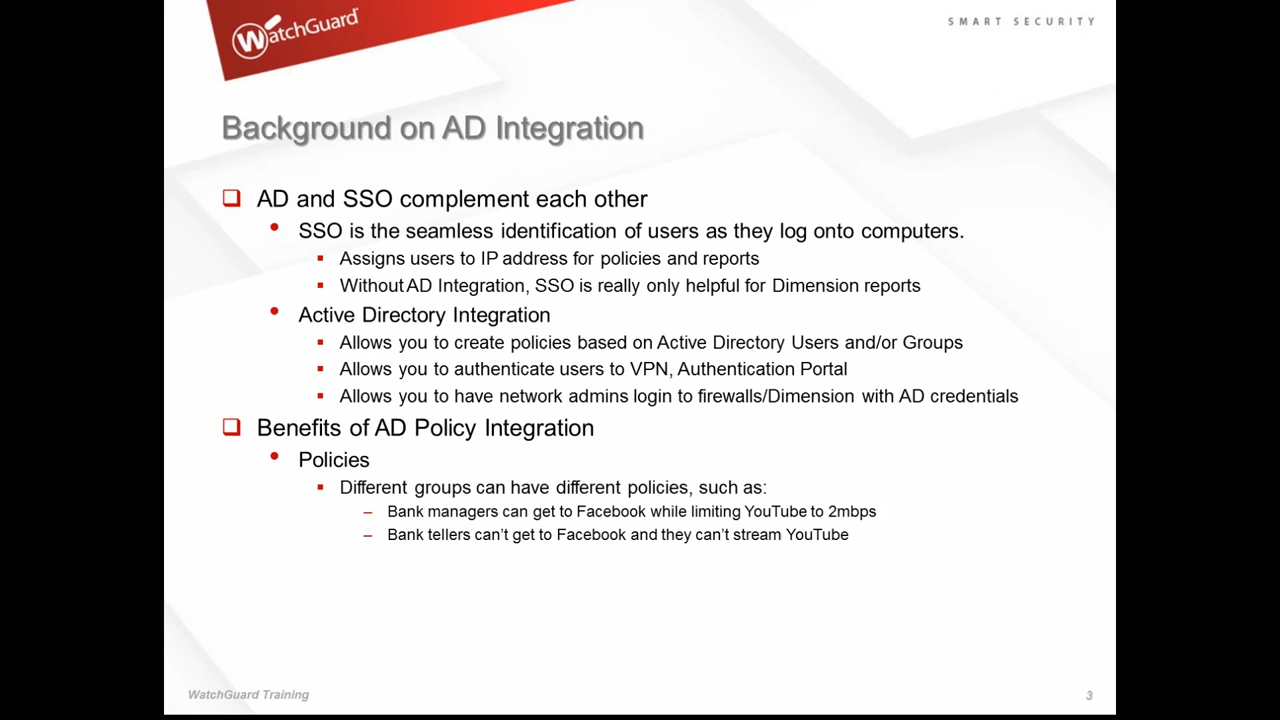 WatchGuard
SMART SECURITY
Background on AD Integration
AD and SSO complement each other
SSO is the seamless identification of users as they log onto computers.
Assigns users to IP address for policies and reports
Without AD Integration, SSO is really only helpful for Dimension reports
Active Directory Integration
Allows you to create policies based on Active Directory Users and/or Groups
Allows you to authenticate users to VPN, Authentication Portal
Allows you to have network admins login to firewalls/Dimension with AD credentials
Benefits of AD Policy Integration
Policies
Different groups can have different policies, such as:
– Bank managers can get to Facebook while limiting YouTube to 2mbps
– Bank tellers can’t get to Facebook and they can’t stream YouTube
WatchGuard Training
3